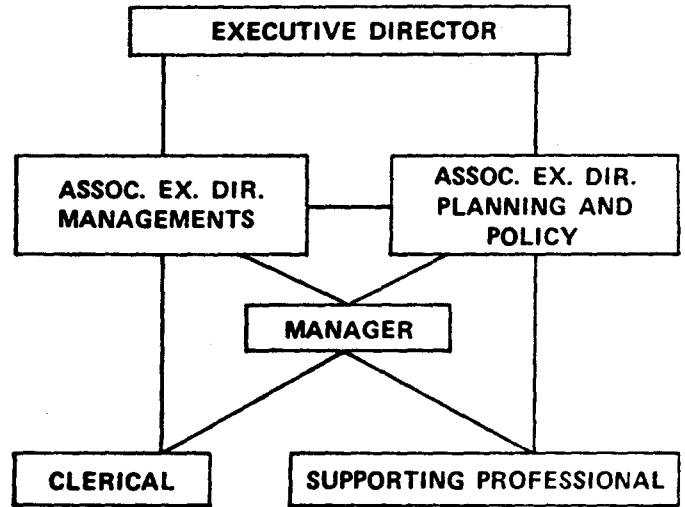 EXECUTIVE DIRECTOR
ASSOC. EX. DIR.
MANAGEMENTS
ASSOC. EX. DIR.
PLANNING AND
POLICY
MANAGER
CLERICAL
SUPPORTING PROFESSIONAL